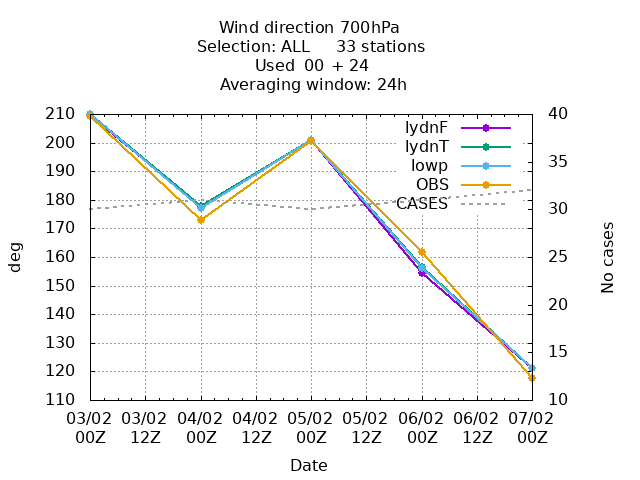 Wind direction 700hPa
Selection: ALL 33 stations
Used 00 + 24
Averaging window: 24h
210
200
190
180
170
160
150
140
130
120
110
deg
40
35
30
25
20
15
10
No cases
lydnF
lydnT
lowp
OBS
CASES
03/02 03/02 04/02 04/02 05/02 05/02 06/02 06/02 07/02
00Z 12Z 00Z 12Z 00Z 12Z 00Z 12Z 00Z
Date